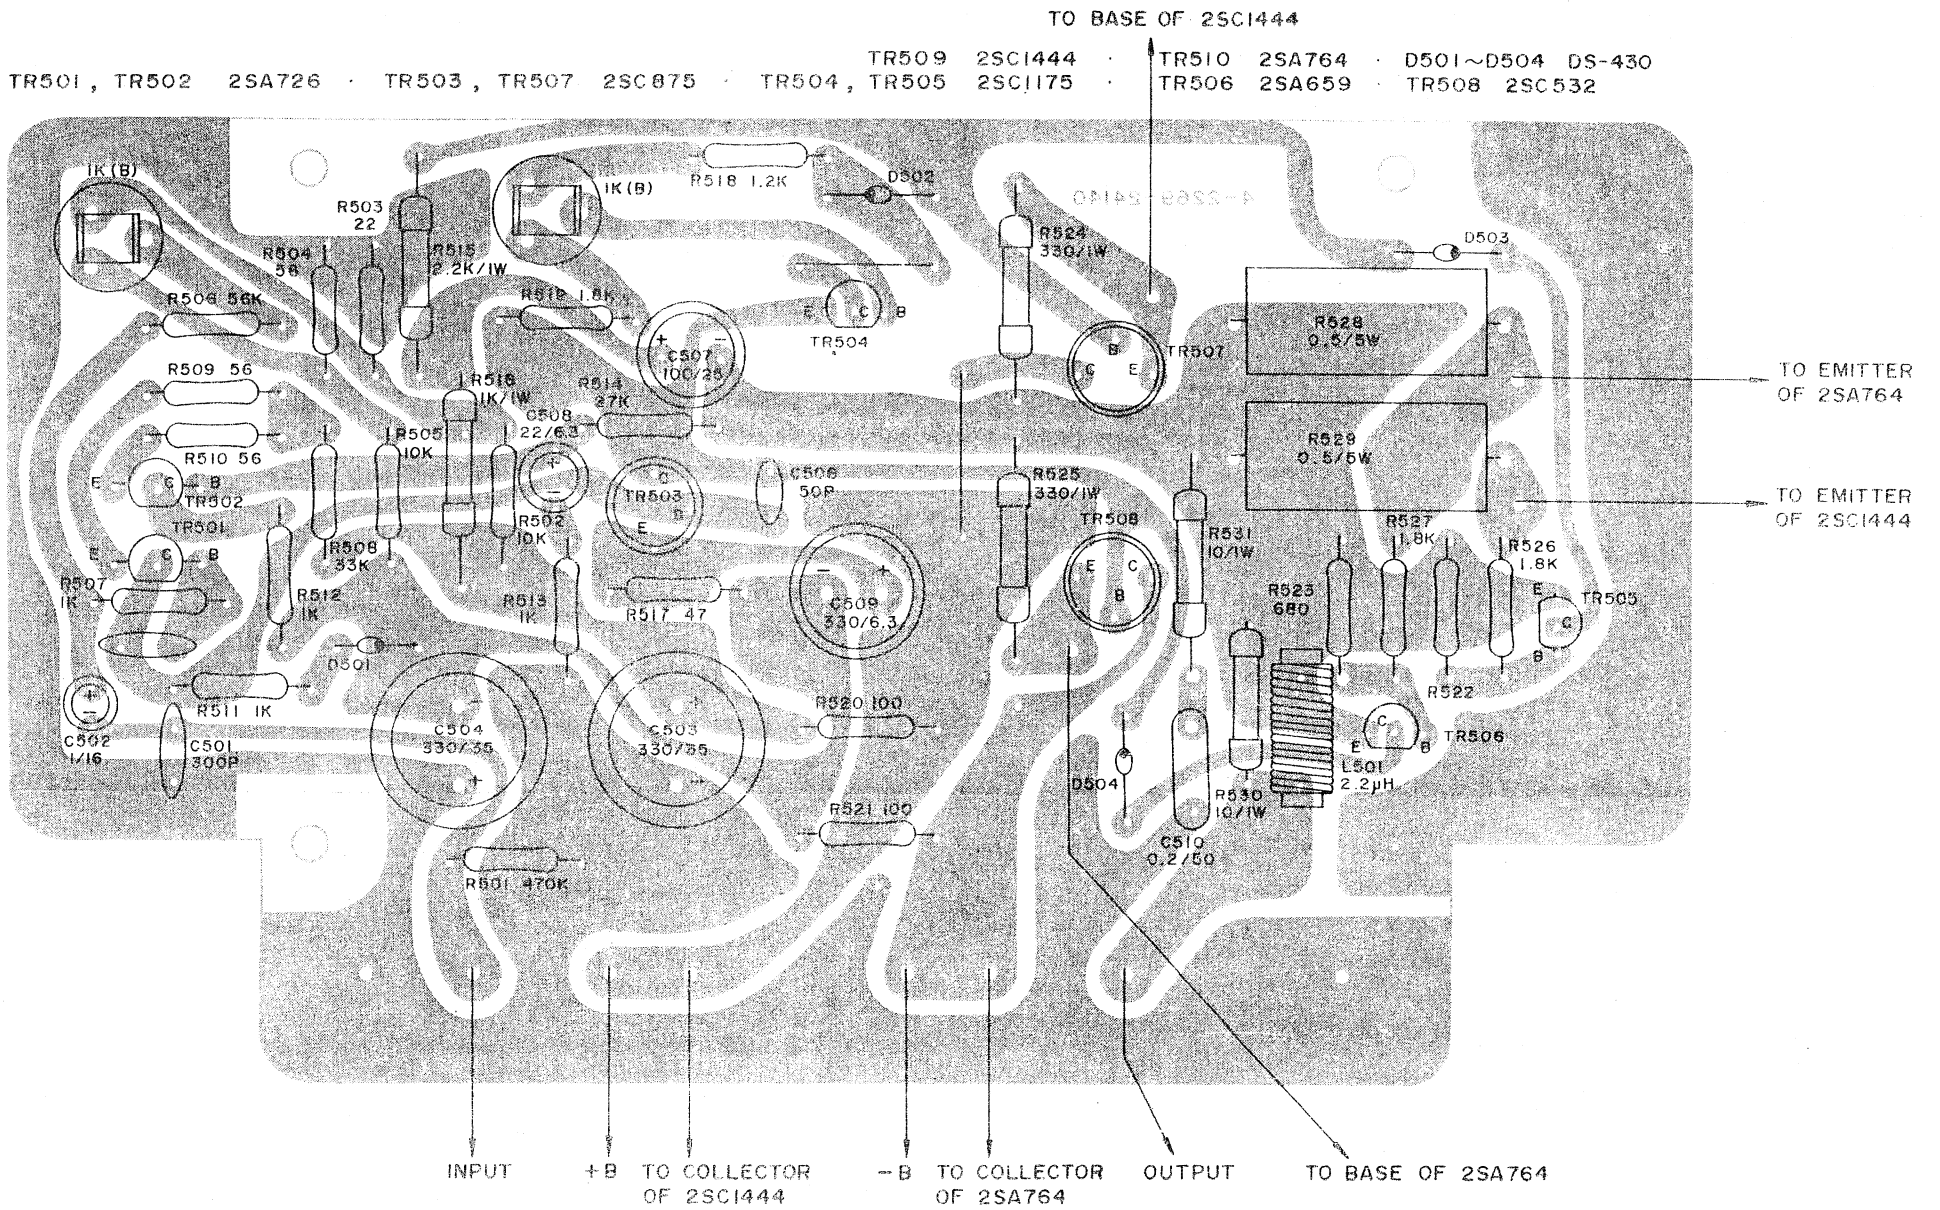 TO BASE OF 2SC1444
TR509 2SC1444 · TR510 2SA764 · D501~D504 DS-430
TR501, TR502 2SA726 · TR503, TR507 2SC875 · TR504, TR505 2SC1175 · TR506 2SA659 · TR508 2SC532
1K(B)
1K(B)
R518 1.2K
D502
4-2269-24140
R503
22
R504
56
R515
2.2K/1W
R524
330/1W
D503
R506 56K
R519 1.8K
E C B
TR504
C507
100/25
+ −
R528
0.5/5W
B
C E
TR507
R509 56
R516
1K/1W
R514
27K
TO EMITTER
OF 2SA764
C508
22/6.3
+
−
R505
10K
R510 56
R529
0.5/5W
E C B
TR502
C
TR503
E
C506
50P
R525
330/1W
TO EMITTER
OF 2SC1444
TR501
E C B
R502
10K
R508
33K
TR508
E C
B
R531
10/1W
R527
1.8K
R526
1.8K
R507
1K
R512
1K
R513
1K
R517 47
− +
C509
330/6.3
R523
680
E
C
B
TR505
D501
R511 1K
R522
+
−
C502
1/16
C501
300P
−
C504
330/35
+
−
C503
330/35
+
R520 100
C
E B
TR506
D504
R530
10/1W
L501
2.2μH
R521 100
C510
0.2/50
R501 470K
INPUT
+B
TO COLLECTOR
OF 2SC1444
−B
TO COLLECTOR
OF 2SA764
OUTPUT
TO BASE OF 2SA764